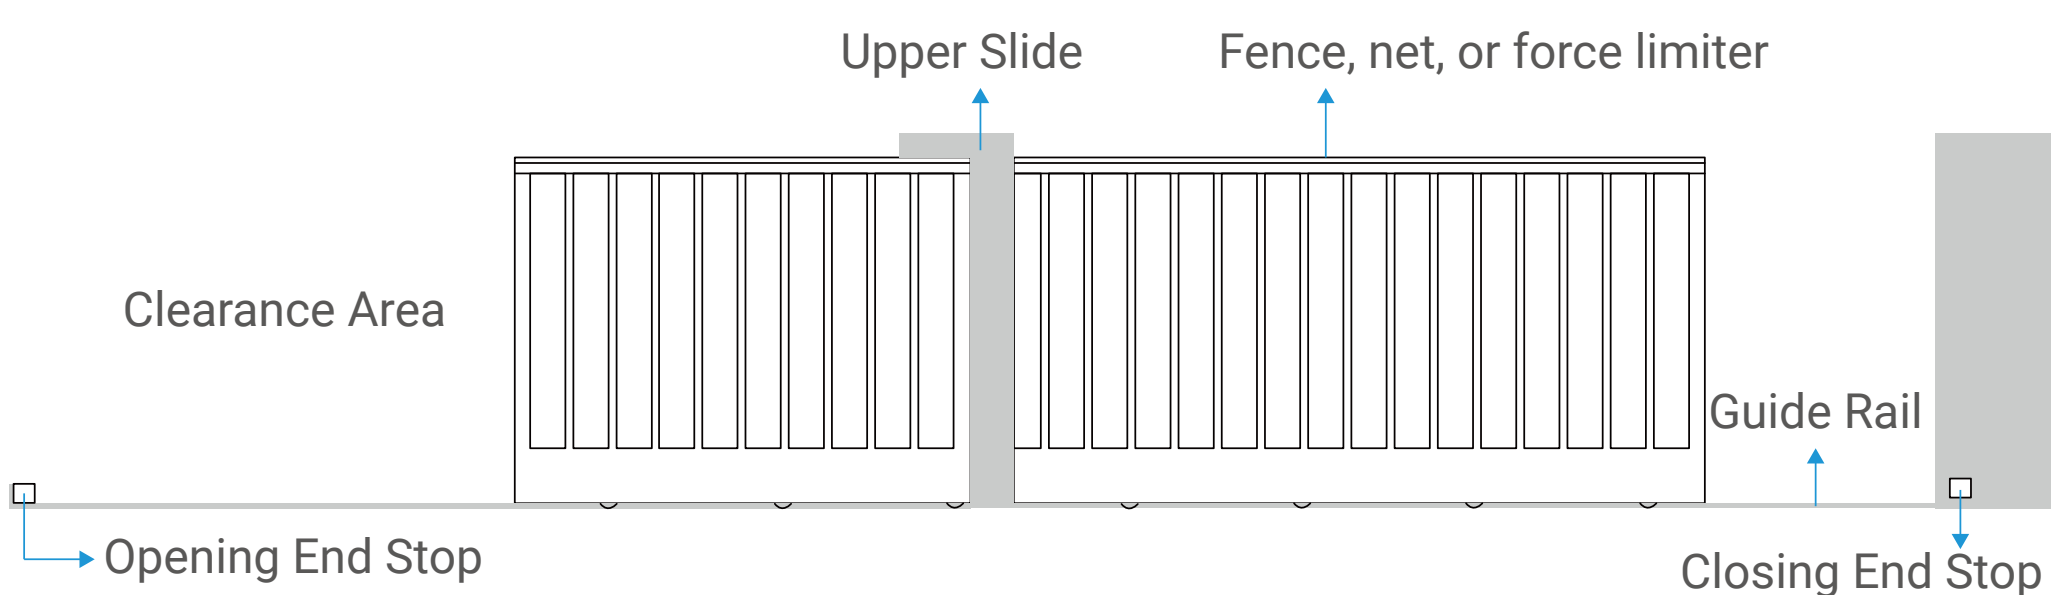 Upper Slide
Fence, net, or force limiter
Clearance Area
Guide Rail
Opening End Stop
Closing End Stop